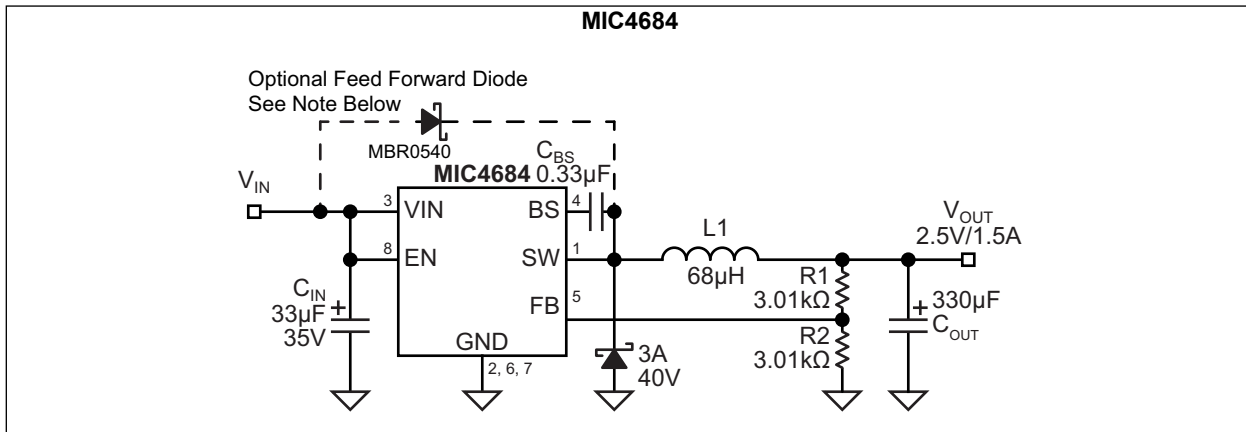 MIC4684
Optional Feed Forward Diode
See Note Below
MBR0540
C_BS
MIC4684 0.33µF
V_IN
3 VIN
BS 4
8 EN
SW 1
FB 5
GND
2, 6, 7
C_IN
33µF +
35V
L1
68µH
V_OUT
2.5V/1.5A
R1
3.01kΩ
R2
3.01kΩ
+ 330µF
C_OUT
3A
40V